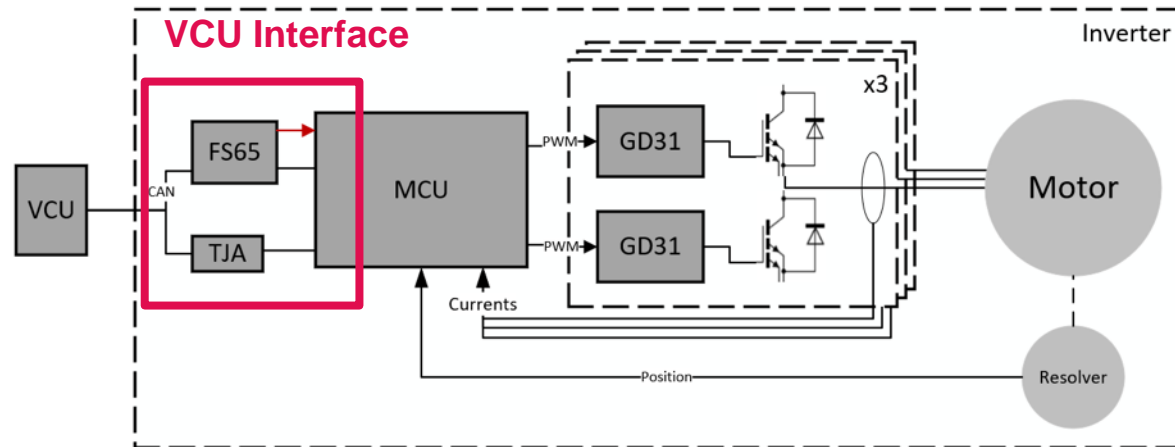 VCU Interface
Inverter
x3
FS65
PWM
GD31
CAN
MCU
Motor
VCU
TJA
PWM
GD31
Currents
Position
Resolver